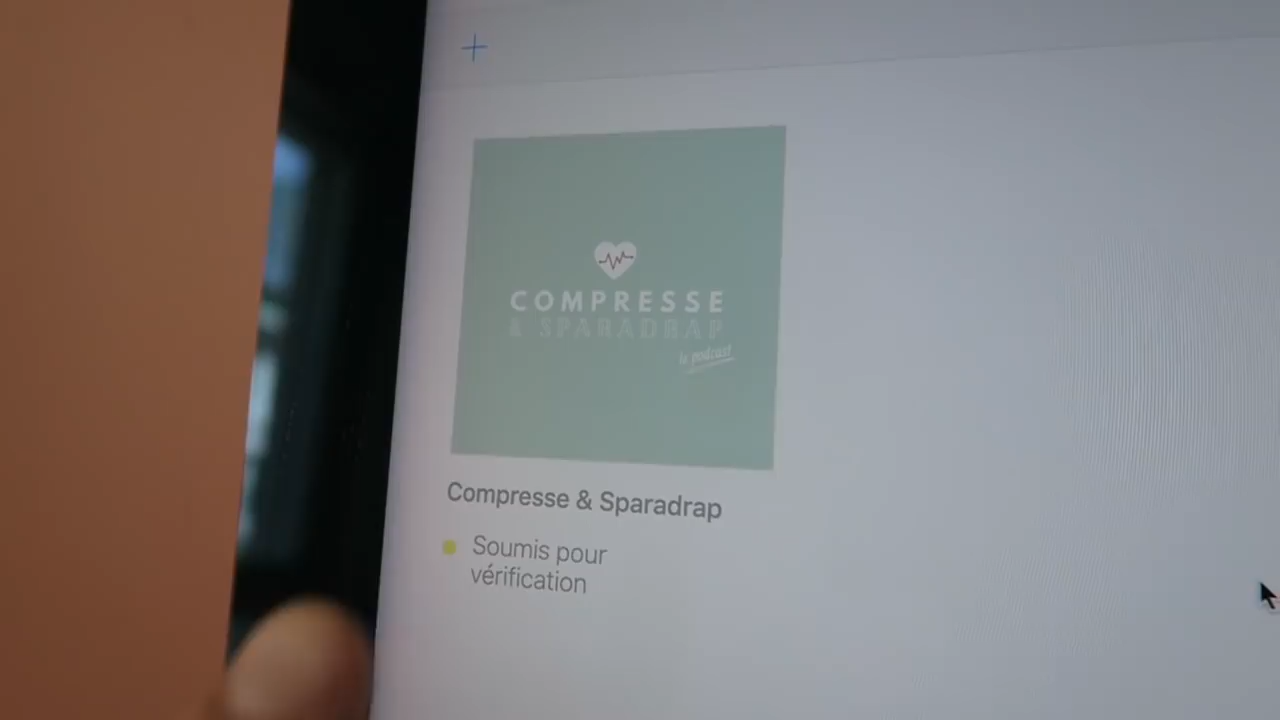 COMPRESSE
& SPARADRAP
le podcast
Compresse & Sparadrap
Soumis pour
vérification